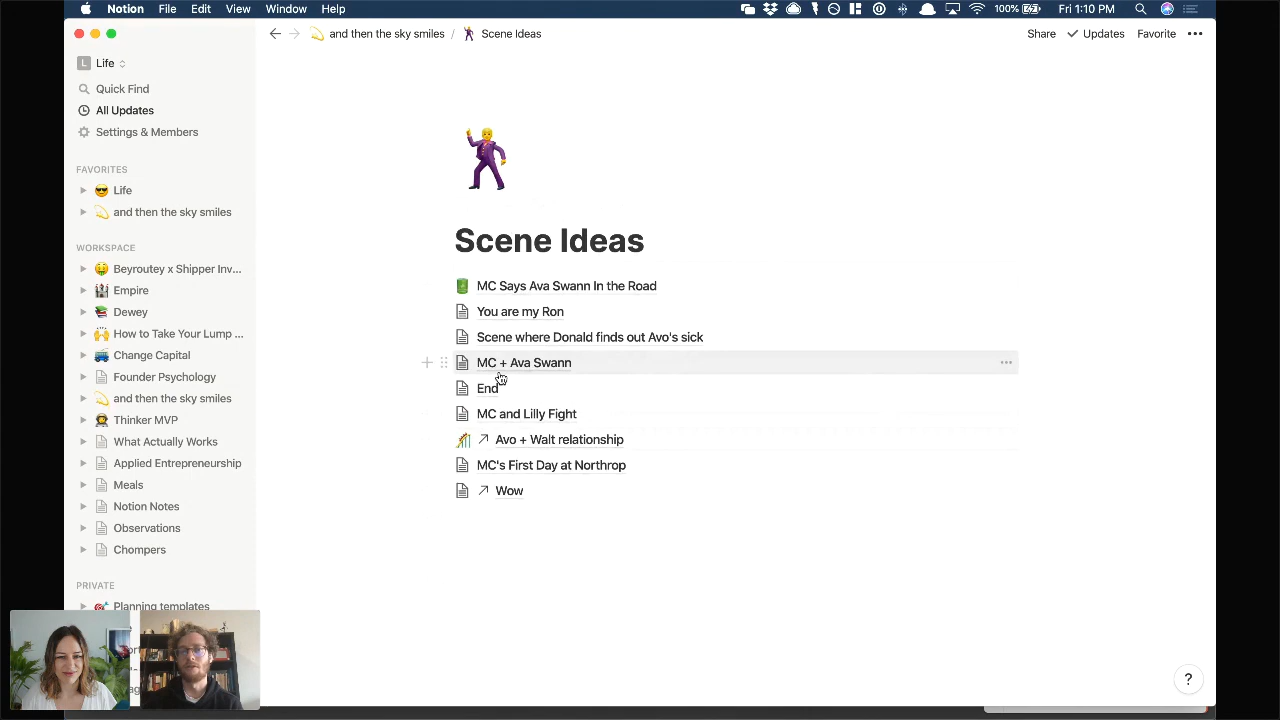 Notion File Edit View Window Help 100% Fri 1:10 PM
and then the sky smiles / Scene Ideas Share Updates Favorite
L Life
Quick Find
All Updates
Settings & Members
FAVORITES
Life
and then the sky smiles
WORKSPACE
Beyroutey x Shipper Inv...
Empire
Dewey
How to Take Your Lump ...
Change Capital
Founder Psychology
and then the sky smiles
Thinker MVP
What Actually Works
Applied Entrepreneurship
Meals
Notion Notes
Observations
Chompers
PRIVATE
Planning templates
Scene Ideas
MC Says Ava Swann In the Road
You are my Ron
Scene where Donald finds out Avo's sick
MC + Ava Swann
End
MC and Lilly Fight
Avo + Walt relationship
MC's First Day at Northrop
Wow
?